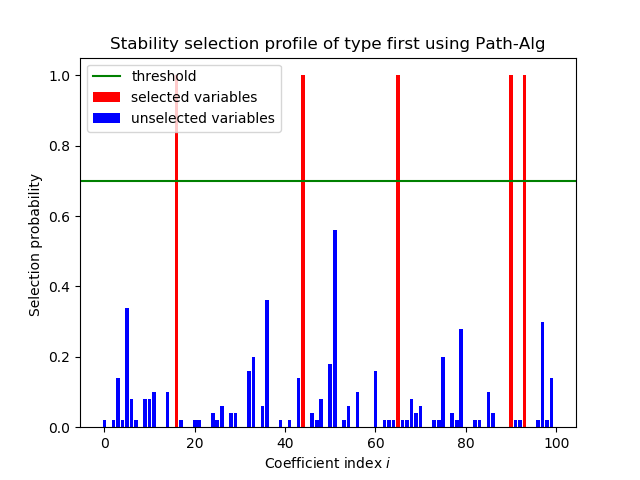 Stability selection profile of type first using Path-Alg
threshold
selected variables
unselected variables
Selection probability
1.0
0.8
0.6
0.4
0.2
0.0
0 20 40 60 80 100
Coefficient index i